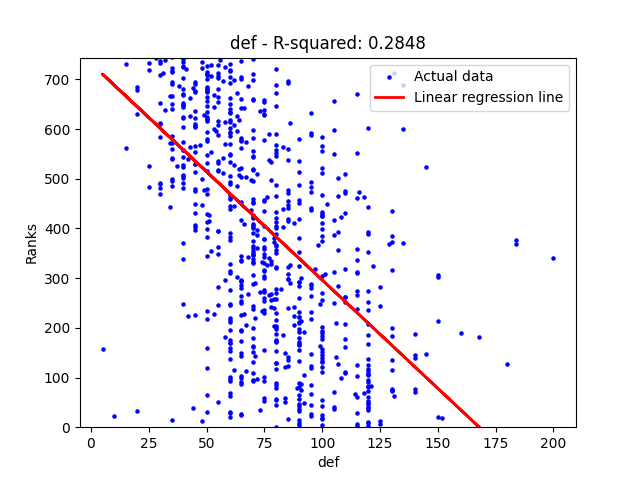 def - R-squared: 0.2848
Actual data
Linear regression line
700
600
500
400
300
200
100
0
Ranks
0 25 50 75 100 125 150 175 200
def